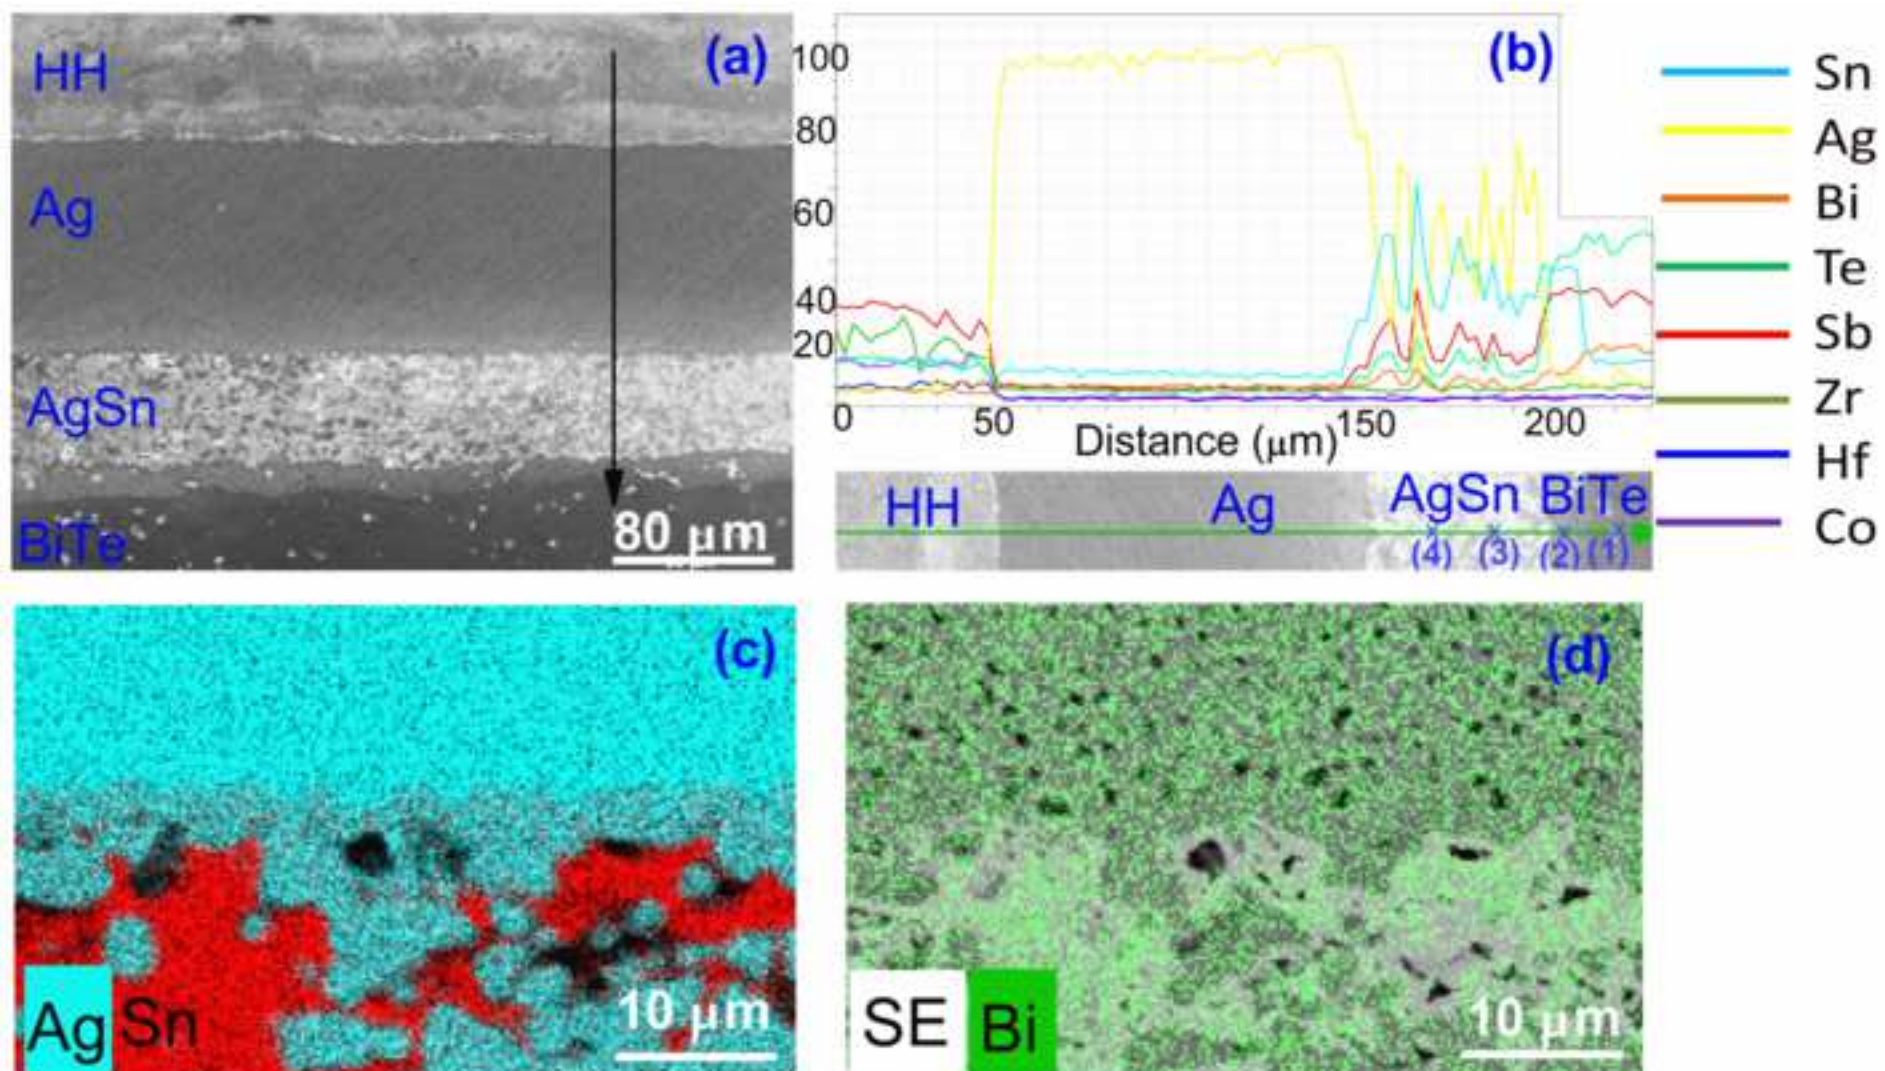 (a)
HH
Ag
AgSn
BiTe
80 μm
(b)
100
80
60
40
20
0
50
150
200
Distance (μm)
HH
Ag
AgSn
BiTe
(4)
(3)
(2)
(1)
Sn
Ag
Bi
Te
Sb
Zr
Hf
Co
(c)
Ag Sn
10 μm
(d)
SE Bi
10 μm